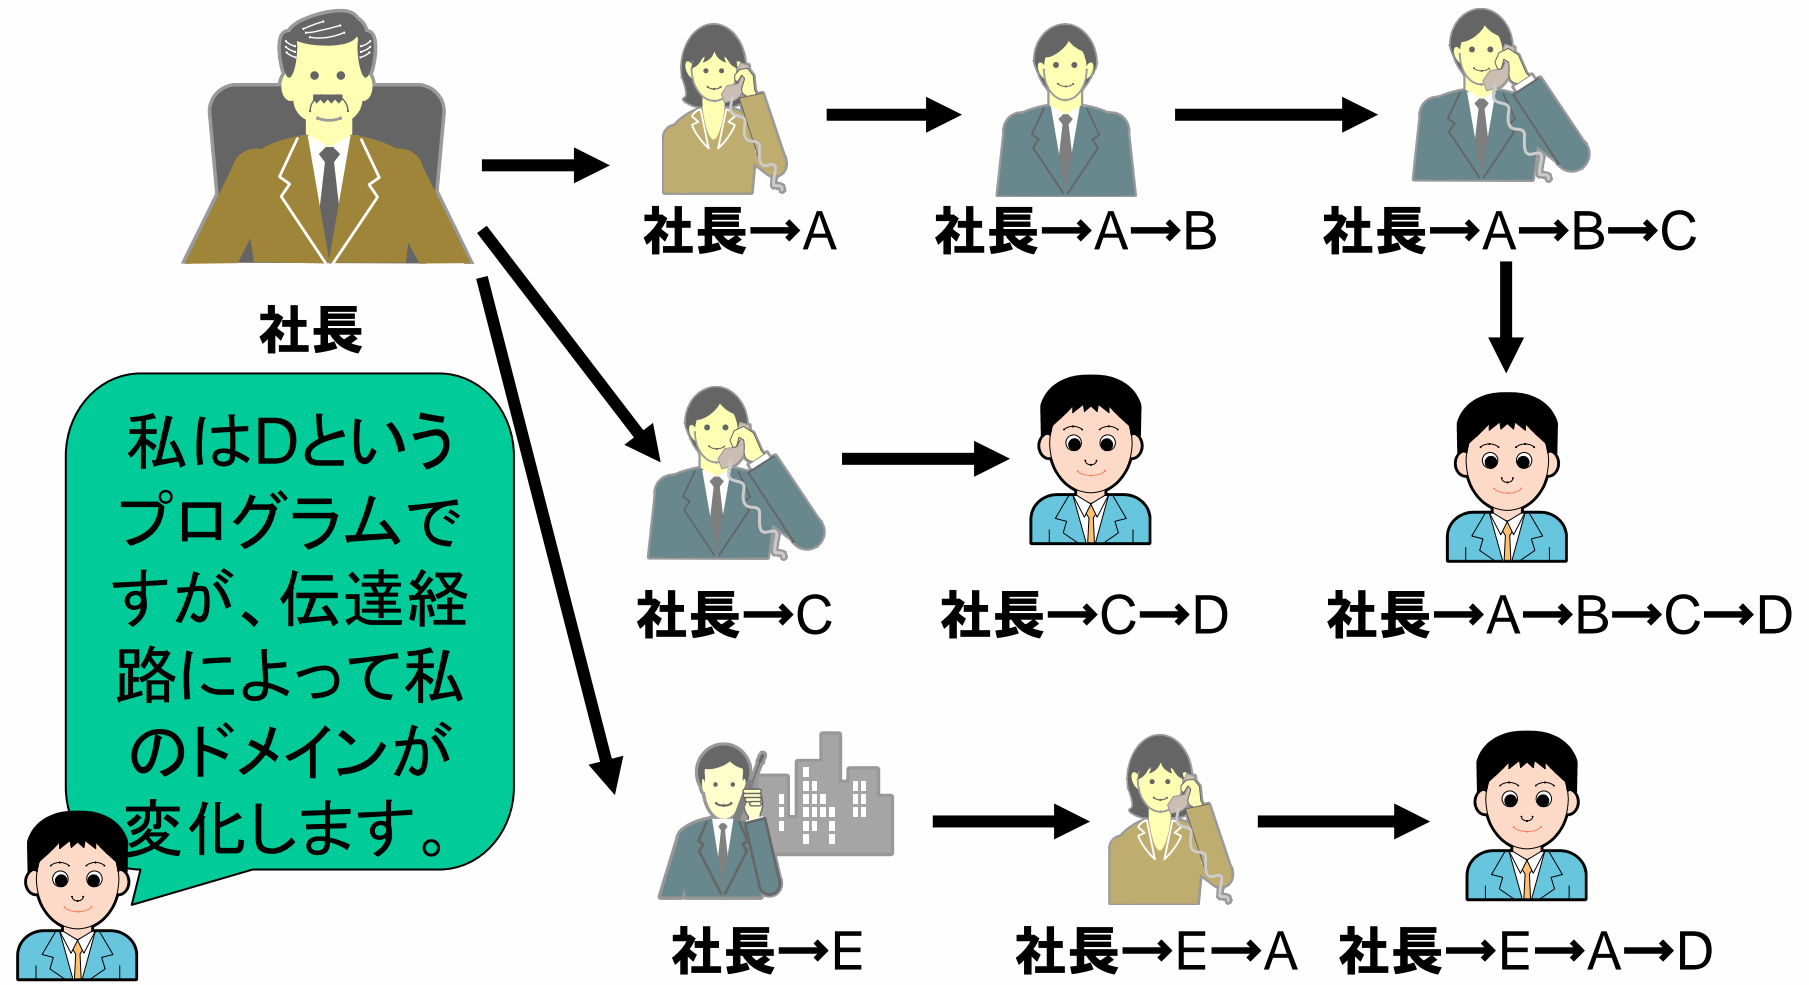 社長→A
社長→A→B
社長→A→B→C
社長
私はDという
プログラムで
すが、伝達経
路によって私
のドメインが
変化します。
社長→C
社長→C→D
社長→A→B→C→D
社長→E
社長→E→A
社長→E→A→D